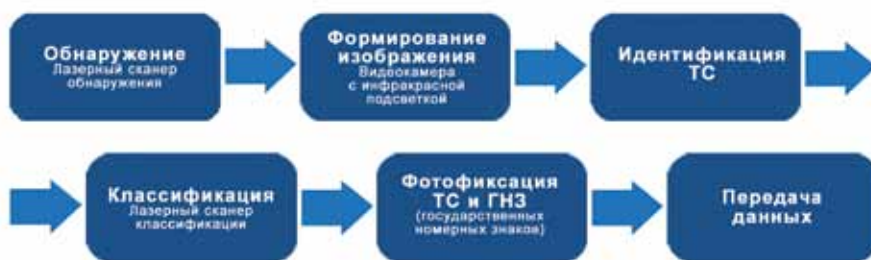 Обнаружение
Лазерный сканер
обнаружения
Формирование
изображения
Видеокамера
с инфракрасной
подсветкой
Идентификация
ТС
Классификация
Лазерный сканер
классификации
Фотофиксация
ТС и ГНЗ
(государственных
номерных знаков)
Передача
данных